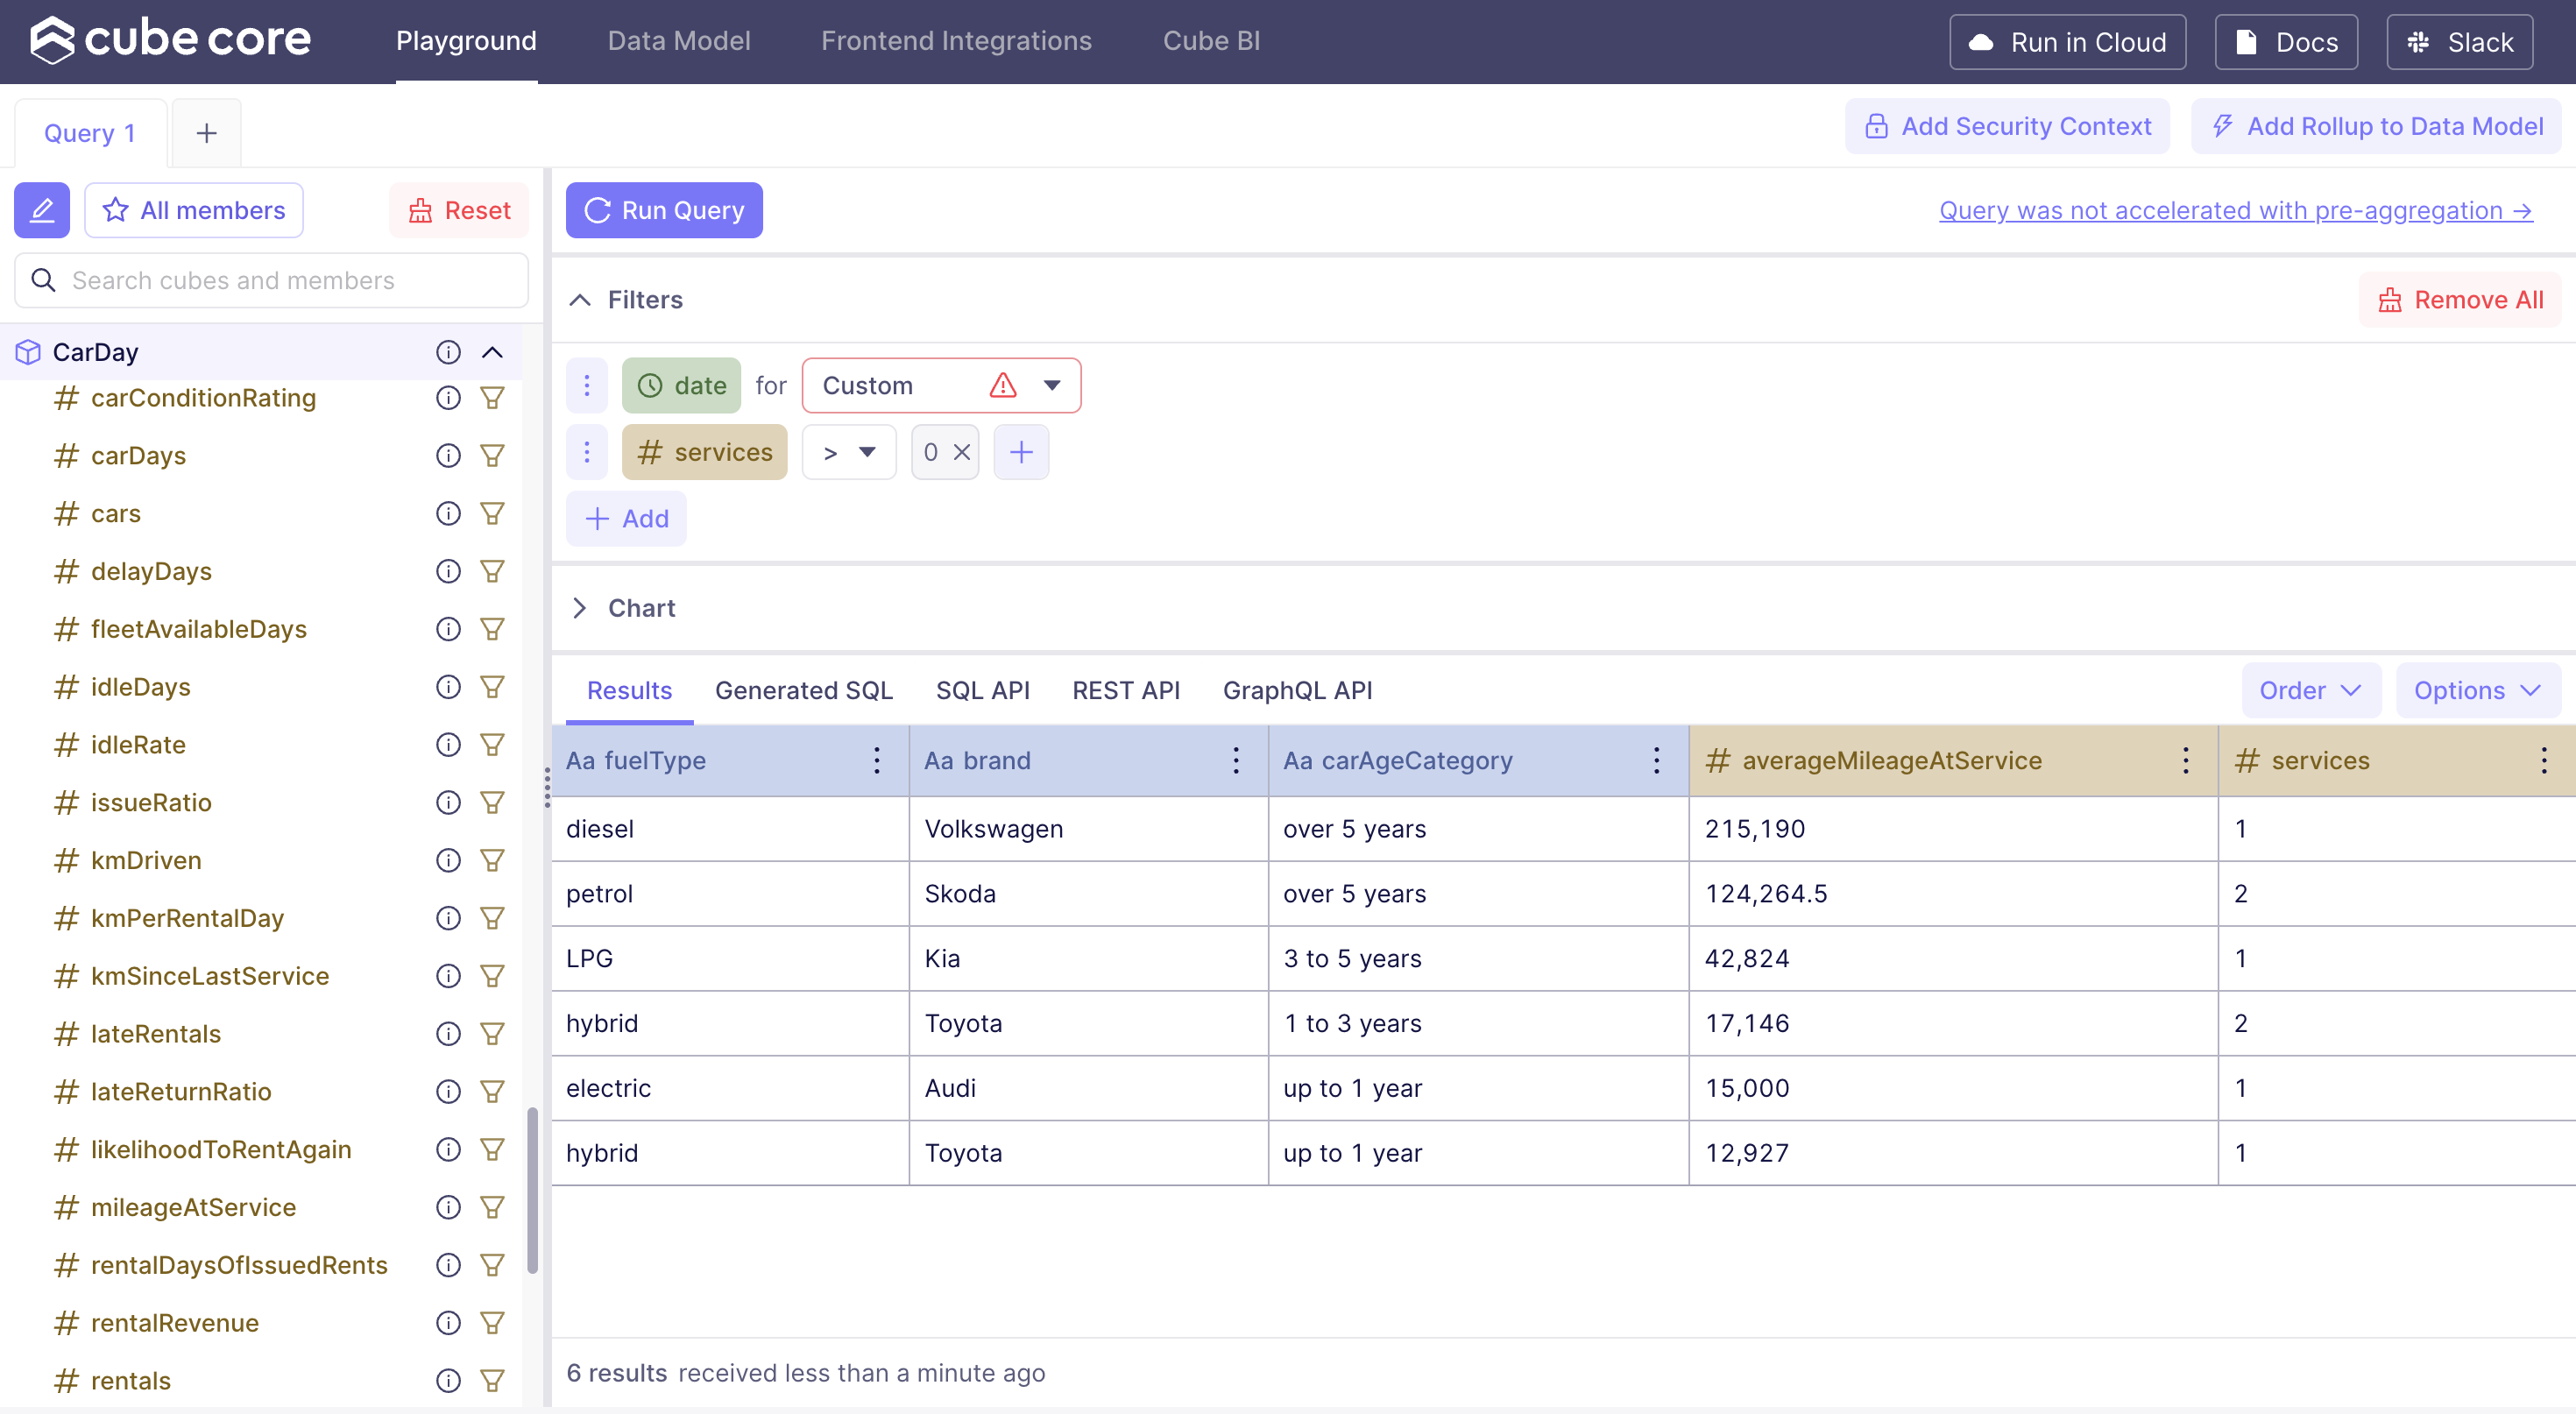 cube core Playground Data Model Frontend Integrations Cube BI Run in Cloud Docs Slack
Query 1 + Add Security Context Add Rollup to Data Model
All members Reset
Search cubes and members
CarDay
# carConditionRating
# carDays
# cars
# delayDays
# fleetAvailableDays
# idleDays
# idleRate
# issueRatio
# kmDriven
# kmPerRentalDay
# kmSinceLastService
# lateRentals
# lateReturnRatio
# likelihoodToRentAgain
# mileageAtService
# rentalDaysOfIssuedRents
# rentalRevenue
# rentals
Run Query Query was not accelerated with pre-aggregation →
Filters Remove All
date for Custom
# services > 0 × +
+ Add
Chart
Results Generated SQL SQL API REST API GraphQL API Order Options
Aa fuelType Aa brand Aa carAgeCategory # averageMileageAtService # services
diesel Volkswagen over 5 years 215,190 1
petrol Skoda over 5 years 124,264.5 2
LPG Kia 3 to 5 years 42,824 1
hybrid Toyota 1 to 3 years 17,146 2
electric Audi up to 1 year 15,000 1
hybrid Toyota up to 1 year 12,927 1
6 results received less than a minute ago